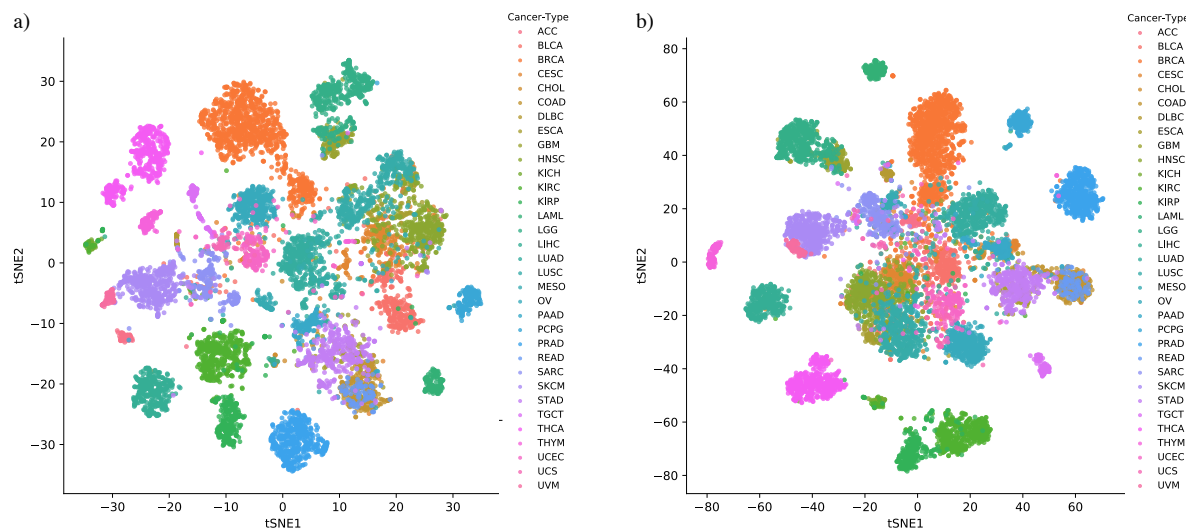 a)
Cancer-Type
ACC
BLCA
BRCA
CESC
CHOL
COAD
DLBC
ESCA
GBM
HNSC
KICH
KIRC
KIRP
LAML
LGG
LIHC
LUAD
LUSC
MESO
OV
PAAD
PCPG
PRAD
READ
SARC
SKCM
STAD
TGCT
THCA
THYM
UCEC
UCS
UVM
tSNE2
30
20
10
0
−10
−20
−30
−30
−20
−10
0
10
20
30
tSNE1
b)
Cancer-Type
ACC
BLCA
BRCA
CESC
CHOL
COAD
DLBC
ESCA
GBM
HNSC
KICH
KIRC
KIRP
LAML
LGG
LIHC
LUAD
LUSC
MESO
OV
PAAD
PCPG
PRAD
READ
SARC
SKCM
STAD
TGCT
THCA
THYM
UCEC
UCS
UVM
tSNE2
80
60
40
20
0
−20
−40
−60
−80
−80
−60
−40
−20
0
20
40
60
tSNE1